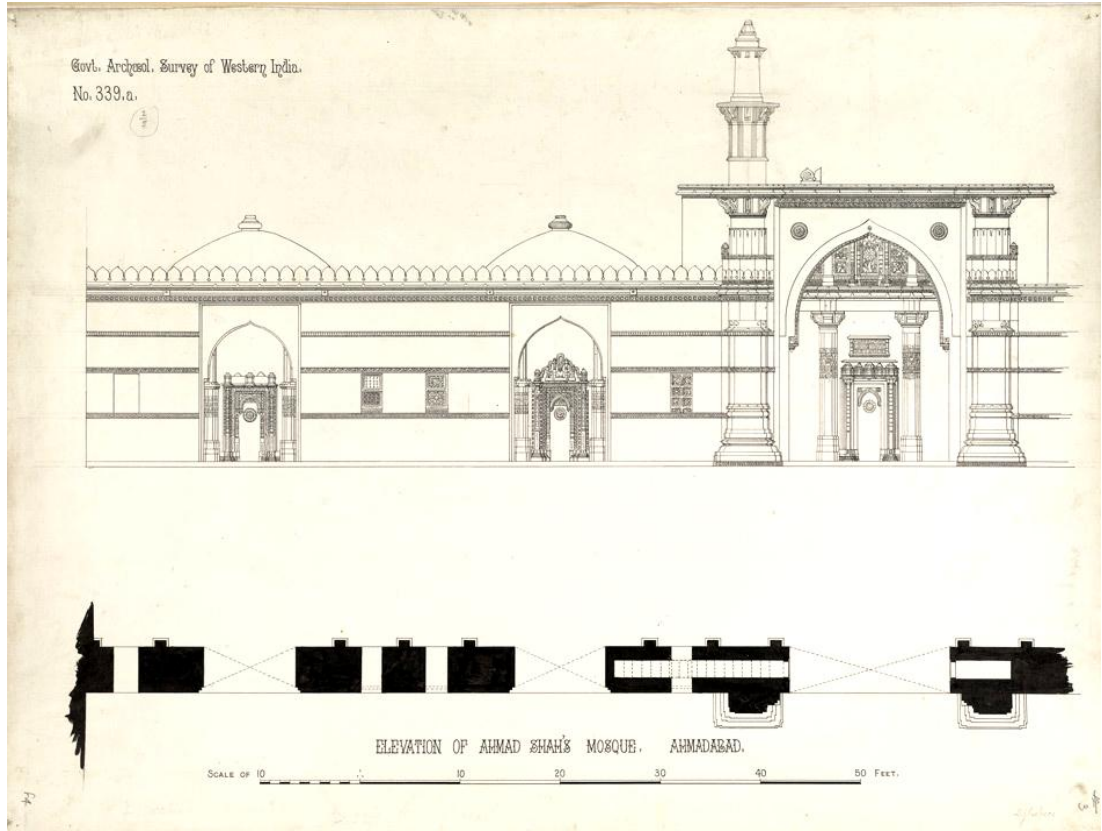 Govt. Archœol. Survey of Western India.
No. 339.a.
ELEVATION OF AHMAD SHAH'S MOSQUE. AHMADABAD.
SCALE OF 10 10 20 30 40 50 FEET.